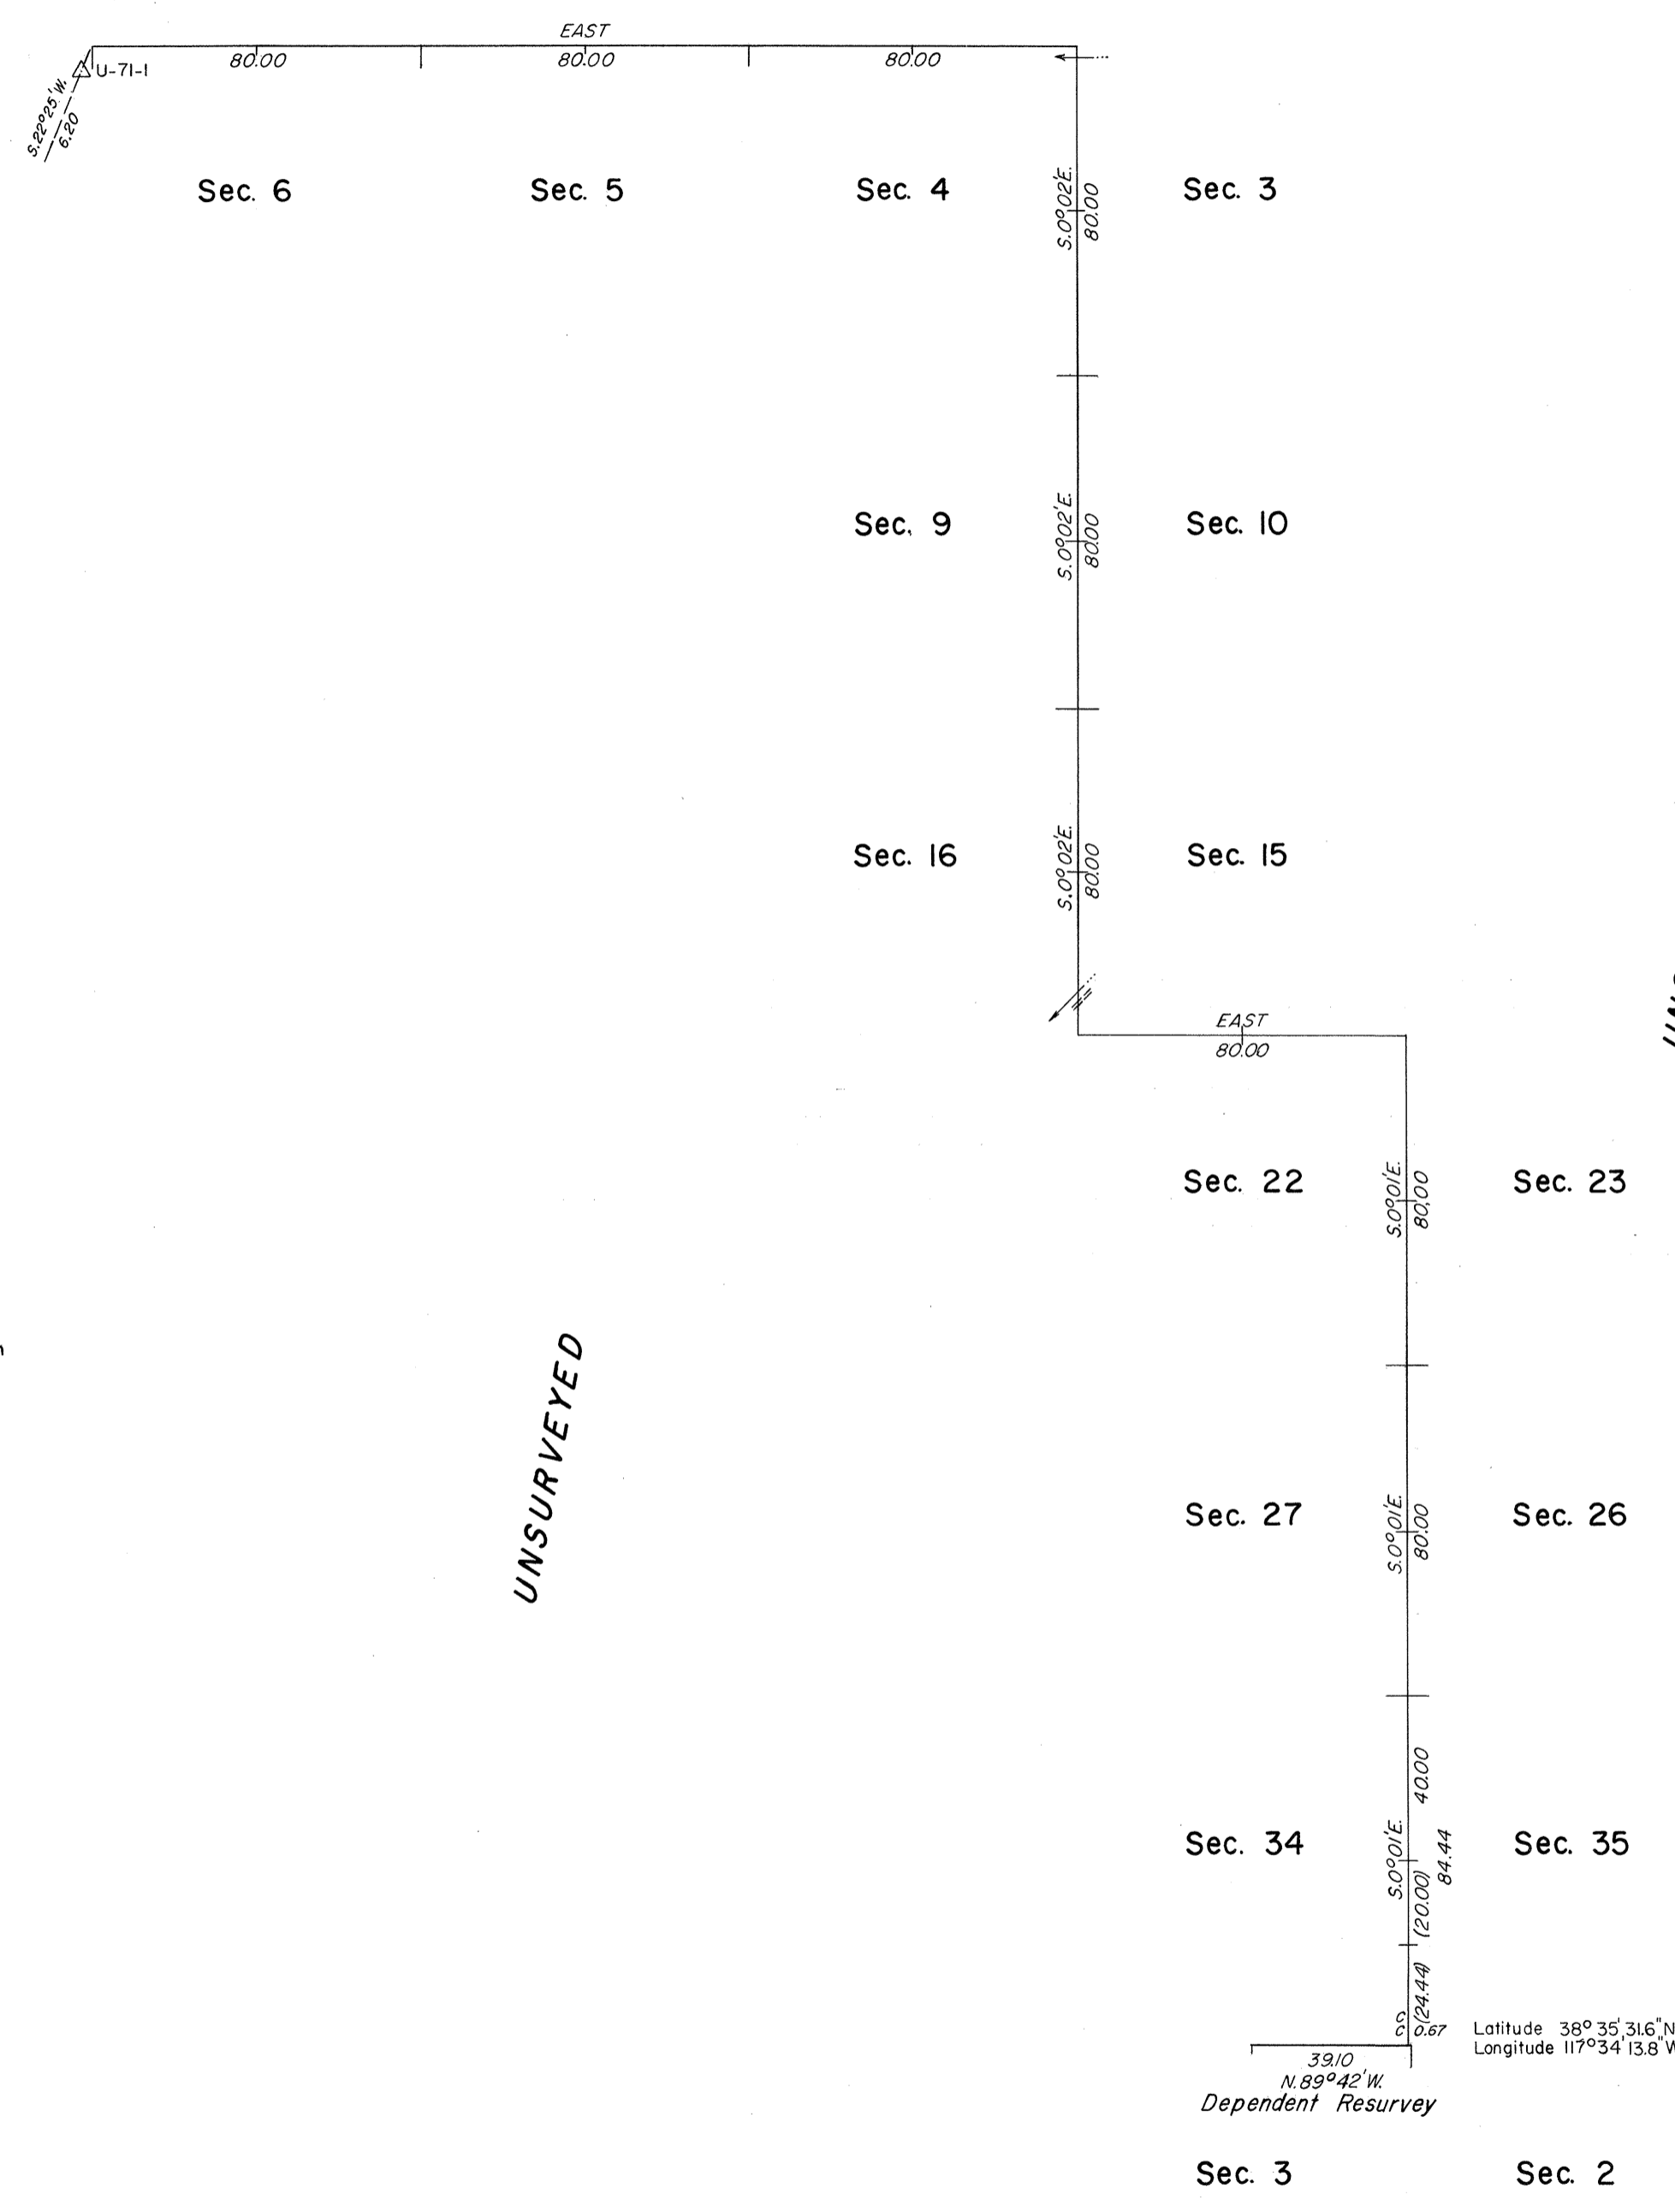 EAST
80.00
80.00
80.00
U-71-1
S.22°25'W.
6.20
Sec. 6
Sec. 5
Sec. 4
S.0°02'E.
80.00
Sec. 3
Sec. 9
S.0°02'E.
80.00
Sec. 10
Sec. 16
S.0°02'E.
80.00
Sec. 15
EAST
80.00
Sec. 22
S.0°01'E.
80.00
Sec. 23
UNSURVEYED
Sec. 27
S.0°01'E.
80.00
Sec. 26
40.00
Sec. 34
S.0°01'E.
84.44
Sec. 35
(20.00)
(24.44)
C
C 0.67
Latitude 38° 35' 31.6" N
Longitude 117° 34' 13.8" W
39.10
N.89°42'W.
Dependent Resurvey
Sec. 3
Sec. 2